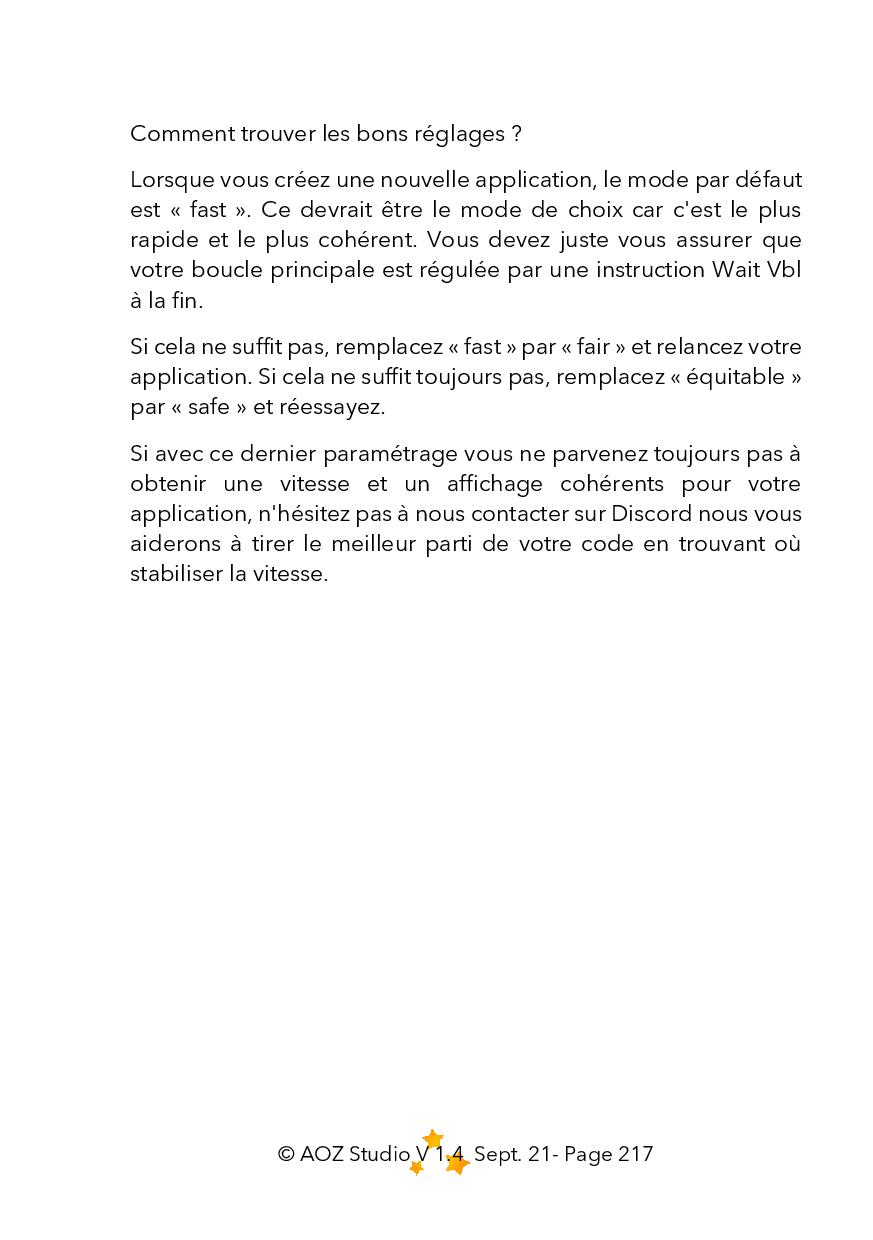 Comment trouver les bons réglages ?
Lorsque vous créez une nouvelle application, le mode par défaut
est « fast ». Ce devrait être le mode de choix car c'est le plus
rapide et le plus cohérent. Vous devez juste vous assurer que
votre boucle principale est régulée par une instruction Wait Vbl
à la fin.
Si cela ne suffit pas, remplacez « fast » par « fair » et relancez votre
application. Si cela ne suffit toujours pas, remplacez « équitable »
par « safe » et réessayez.
Si avec ce dernier paramétrage vous ne parvenez toujours pas à
obtenir une vitesse et un affichage cohérents pour votre
application, n'hésitez pas à nous contacter sur Discord nous vous
aiderons à tirer le meilleur parti de votre code en trouvant où
stabiliser la vitesse.
© AOZ Studio V 1.4 Sept. 21- Page 217